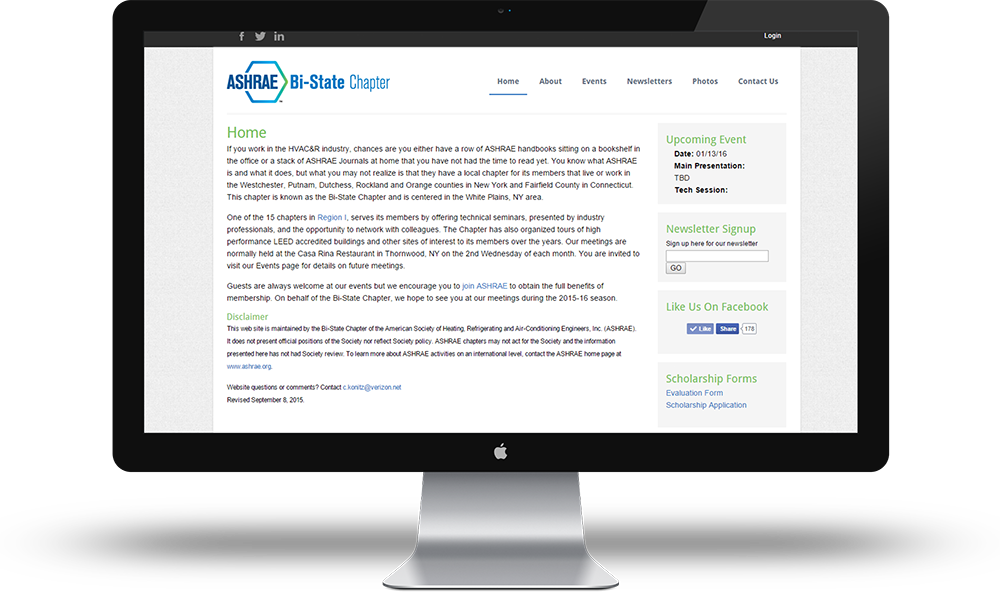 Login
ASHRAE Bi-State Chapter
Home About Events Newsletters Photos Contact Us
Home
If you work in the HVAC&R industry, chances are you either have a row of ASHRAE handbooks sitting on a bookshelf in
the office or a stack of ASHRAE Journals at home that you have not had the time to read yet. You know what ASHRAE
is and what it does, but what you may not realize is that they have a local chapter for its members that live or work in
the Westchester, Putnam, Dutchess, Rockland and Orange counties in New York and Fairfield County in Connecticut.
This chapter is known as the Bi-State Chapter and is centered in the White Plains, NY area.
One of the 15 chapters in Region I, serves its members by offering technical seminars, presented by industry
professionals, and the opportunity to network with colleagues. The Chapter has also organized tours of high
performance LEED accredited buildings and other sites of interest to its members over the years. Our meetings are
normally held at the Casa Rina Restaurant in Thornwood, NY on the 2nd Wednesday of each month. You are invited to
visit our Events page for details on future meetings.
Guests are always welcome at our events but we encourage you to join ASHRAE to obtain the full benefits of
membership. On behalf of the Bi-State Chapter, we hope to see you at our meetings during the 2015-16 season.
Disclaimer
This web site is maintained by the Bi-State Chapter of the American Society of Heating, Refrigerating and Air-Conditioning Engineers, Inc. (ASHRAE).
It does not present official positions of the Society nor reflect Society policy. ASHRAE chapters may not act for the Society and the information
presented here has not had Society review. To learn more about ASHRAE activities on an international level, contact the ASHRAE home page at
www.ashrae.org.
Website questions or comments? Contact c.konitz@verizon.net
Revised September 8, 2015.
Upcoming Event
Date: 01/13/16
Main Presentation:
TBD
Tech Session:
Newsletter Signup
Sign up here for our newsletter
GO
Like Us On Facebook
Like Share 178
Scholarship Forms
Evaluation Form
Scholarship Application